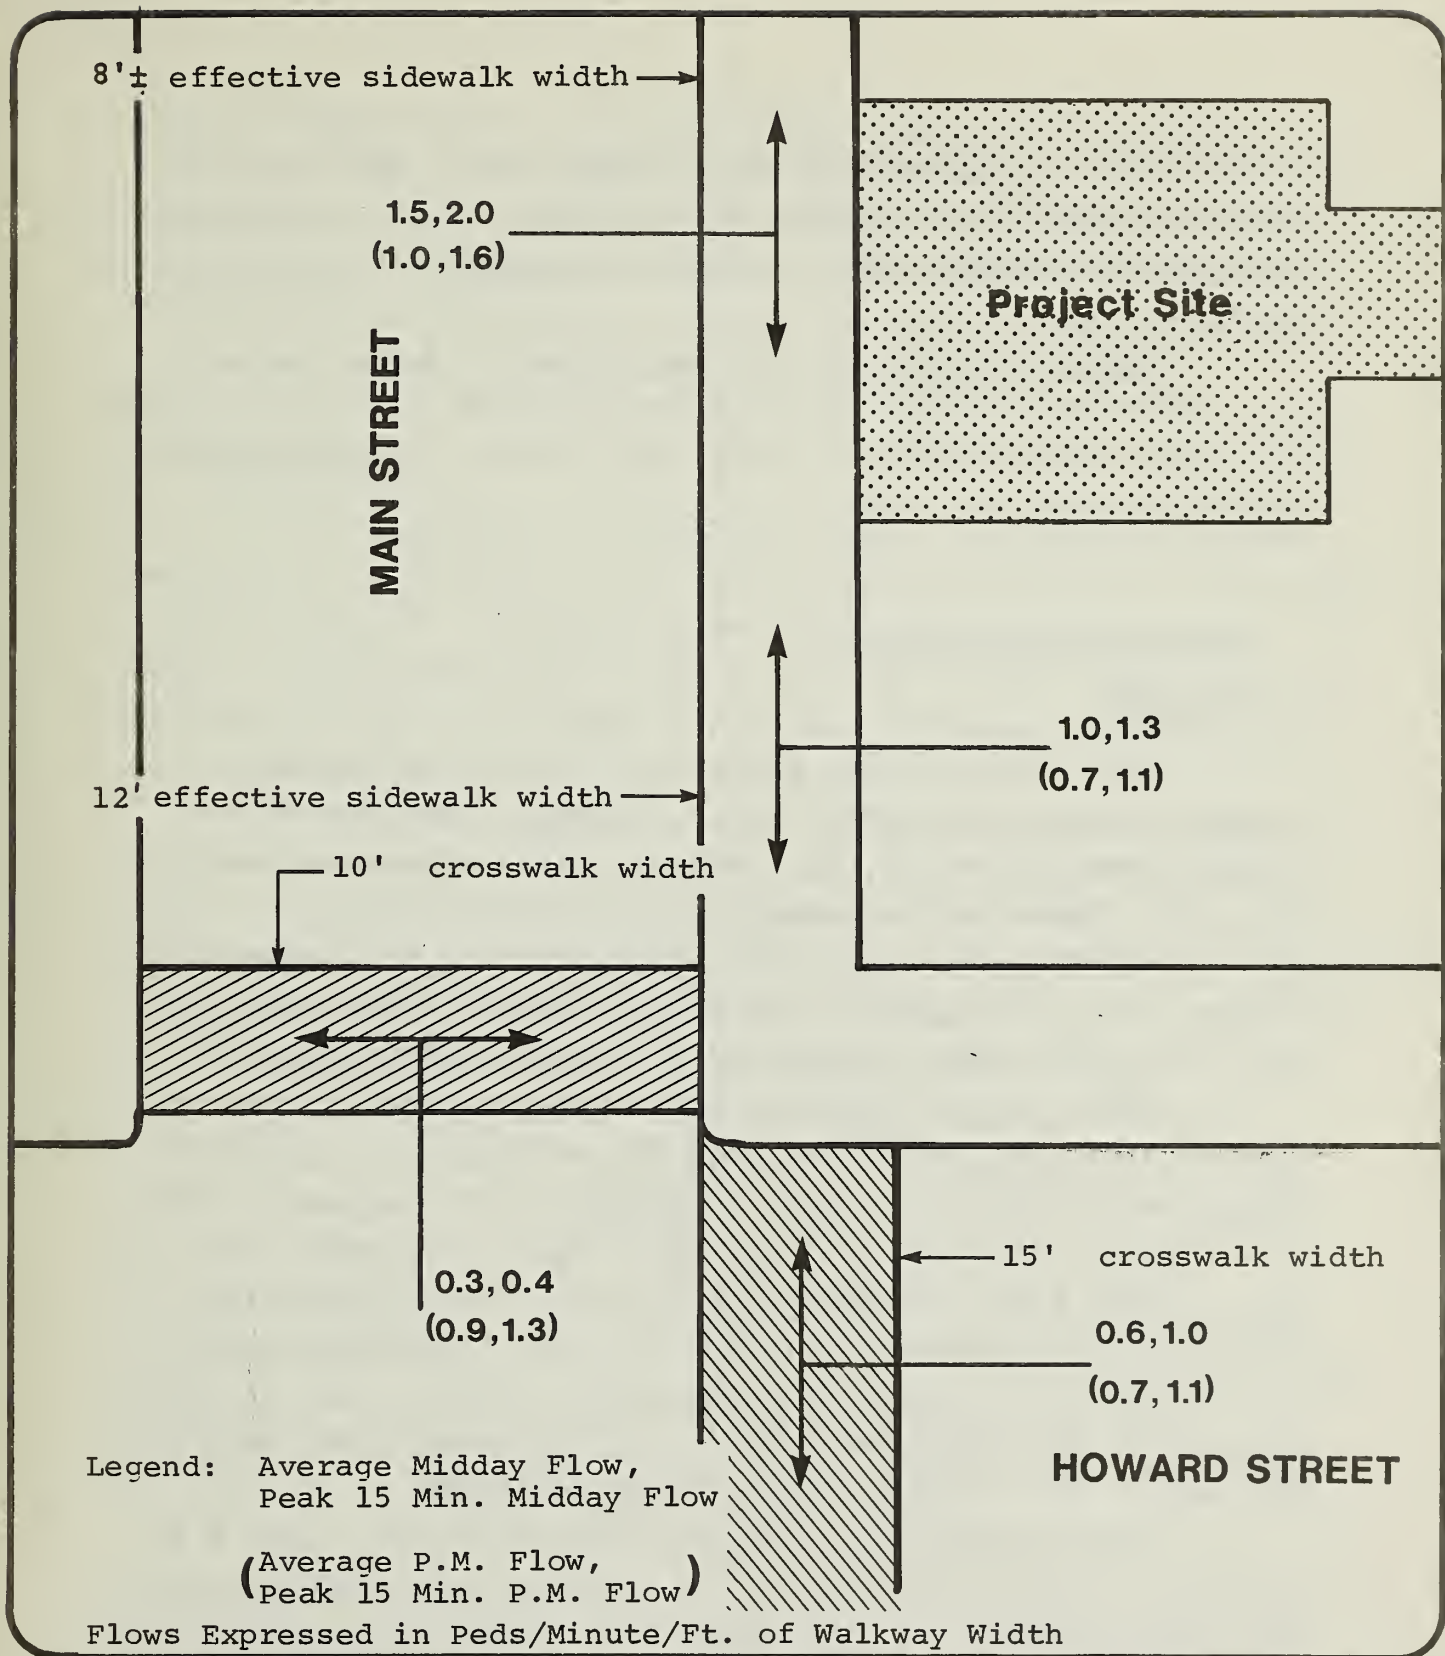 8'± effective sidewalk width
1.5, 2.0
(1.0, 1.6)
Project Site
MAIN STREET
1.0, 1.3
(0.7, 1.1)
12' effective sidewalk width
10' crosswalk width
15' crosswalk width
0.3, 0.4
(0.9, 1.3)
0.6, 1.0
(0.7, 1.1)
HOWARD STREET
Legend: Average Midday Flow,
Peak 15 Min. Midday Flow
(Average P.M. Flow,
Peak 15 Min. P.M. Flow)
Flows Expressed in Peds/Minute/Ft. of Walkway Width